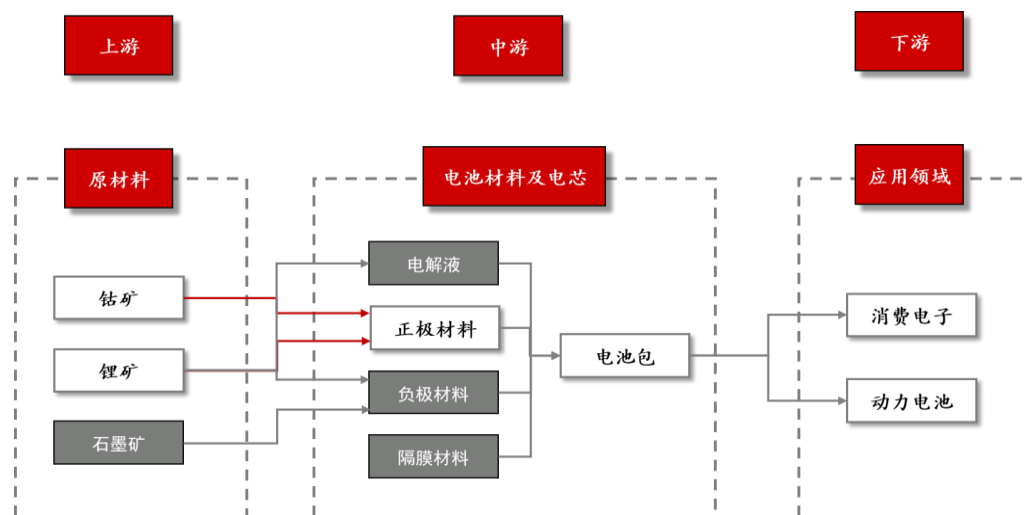 上游
中游
下游
原材料
电池材料及电芯
应用领域
钴矿
锂矿
石墨矿
电解液
正极材料
负极材料
隔膜材料
电池包
消费电子
动力电池